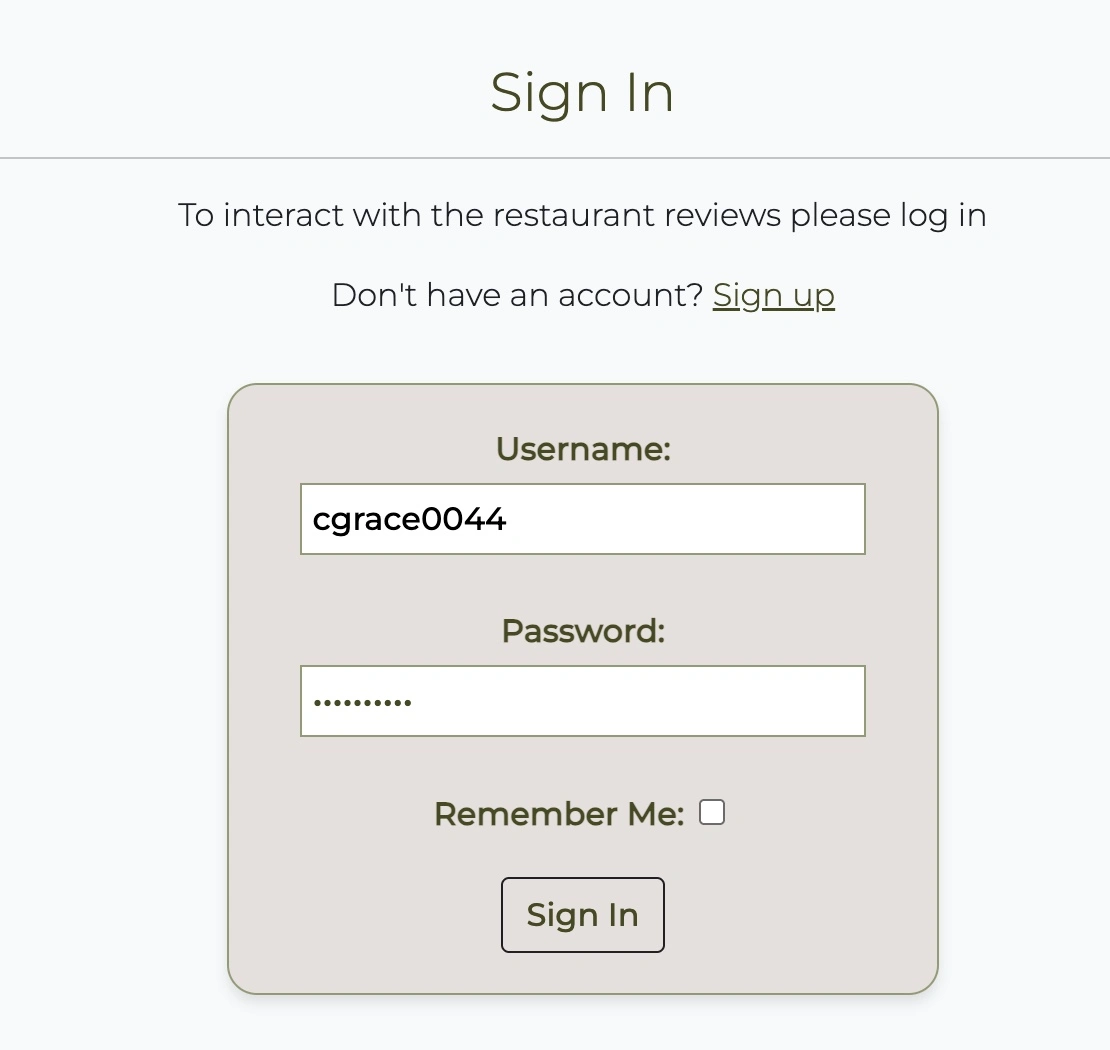 Sign In
To interact with the restaurant reviews please log in
Don't have an account? Sign up
Username:
cgrace0044
Password:
••••••••••
Remember Me:
Sign In